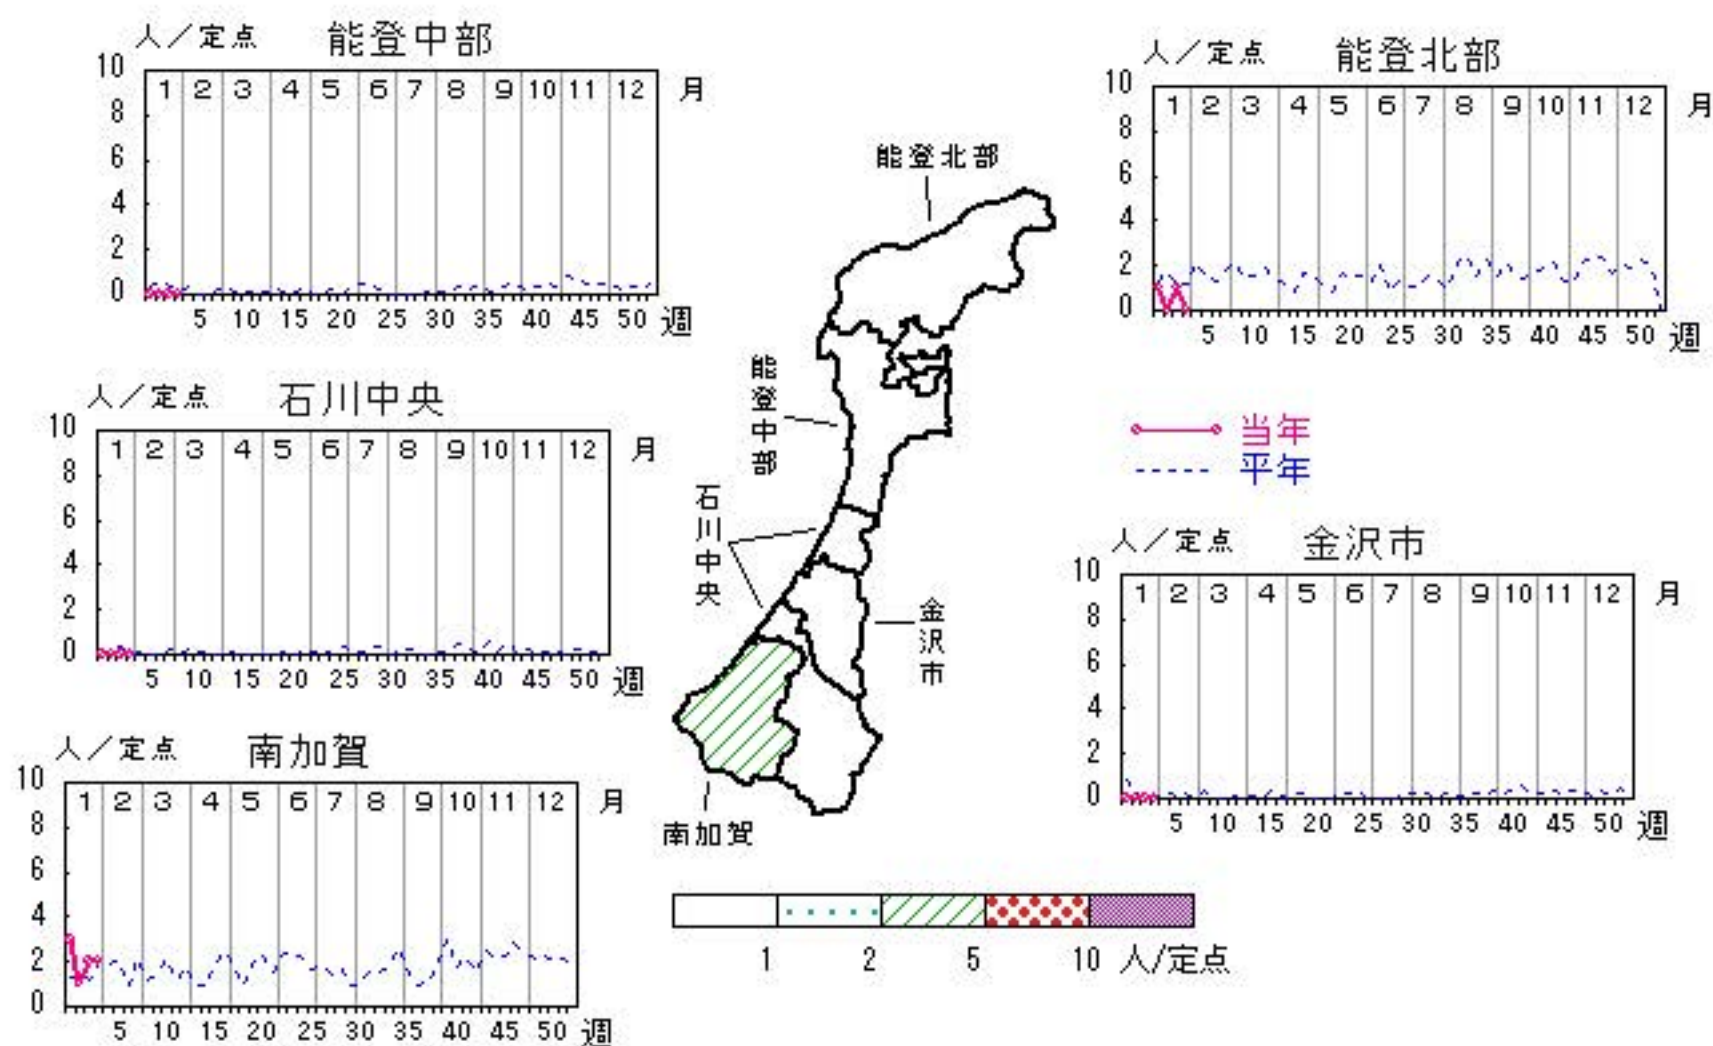 人／定点 能登中部
10 8 6 4 2 0
1 2 3 4 5 6 7 8 9 10 11 12 月
5 10 15 20 25 30 35 40 45 50 週
人／定点 能登北部
10 8 6 4 2 0
1 2 3 4 5 6 7 8 9 10 11 12 月
5 10 15 20 25 30 35 40 45 50 週
人／定点 石川中央
10 8 6 4 2 0
1 2 3 4 5 6 7 8 9 10 11 12 月
5 10 15 20 25 30 35 40 45 50 週
当年
平年
人／定点 金沢市
10 8 6 4 2 0
1 2 3 4 5 6 7 8 9 10 11 12 月
5 10 15 20 25 30 35 40 45 50 週
人／定点 南加賀
10 8 6 4 2 0
1 2 3 4 5 6 7 8 9 10 11 12 月
5 10 15 20 25 30 35 40 45 50 週
能登北部
能登中部
石川中央
金沢市
南加賀
1 2 5 10 人/定点